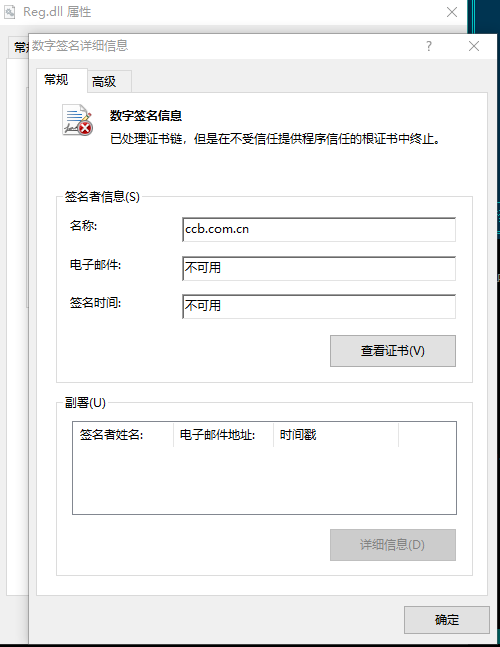 Reg.dll 属性
数字签名详细信息
常规
高级
数字签名信息
已处理证书链，但是在不受信任提供程序信任的根证书中终止。
签名者信息(S)
名称:
ccb.com.cn
电子邮件:
不可用
签名时间:
不可用
查看证书(V)
副署(U)
签名者姓名:
电子邮件地址:
时间戳
详细信息(D)
确定